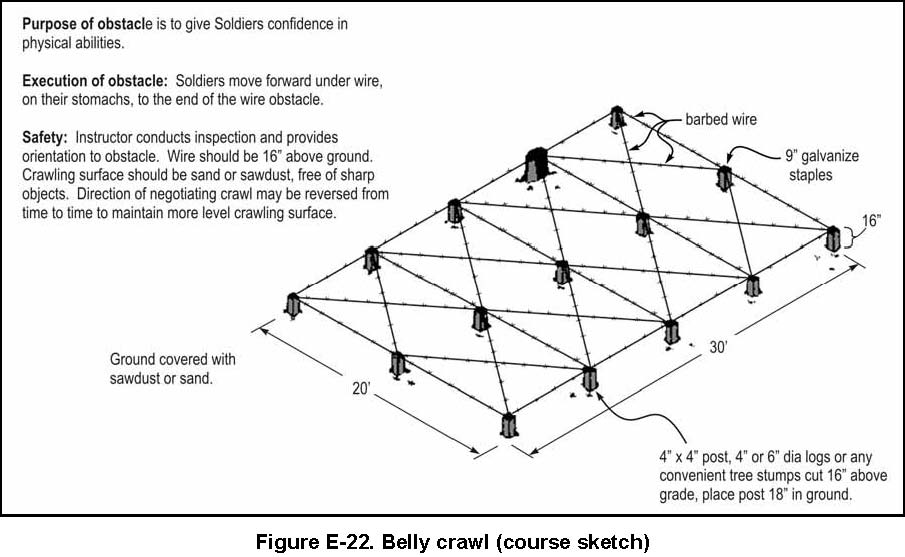 Purpose of obstacle is to give Soldiers confidence in
physical abilities.
Execution of obstacle: Soldiers move forward under wire,
on their stomachs, to the end of the wire obstacle.
Safety: Instructor conducts inspection and provides
orientation to obstacle. Wire should be 16” above ground.
Crawling surface should be sand or sawdust, free of sharp
objects. Direction of negotiating crawl may be reversed from
time to time to maintain more level crawling surface.
barbed wire
9” galvanize
staples
16”
30’
20’
Ground covered with
sawdust or sand.
4” x 4” post, 4” or 6” dia logs or any
convenient tree stumps cut 16” above
grade, place post 18” in ground.
Figure E-22. Belly crawl (course sketch)